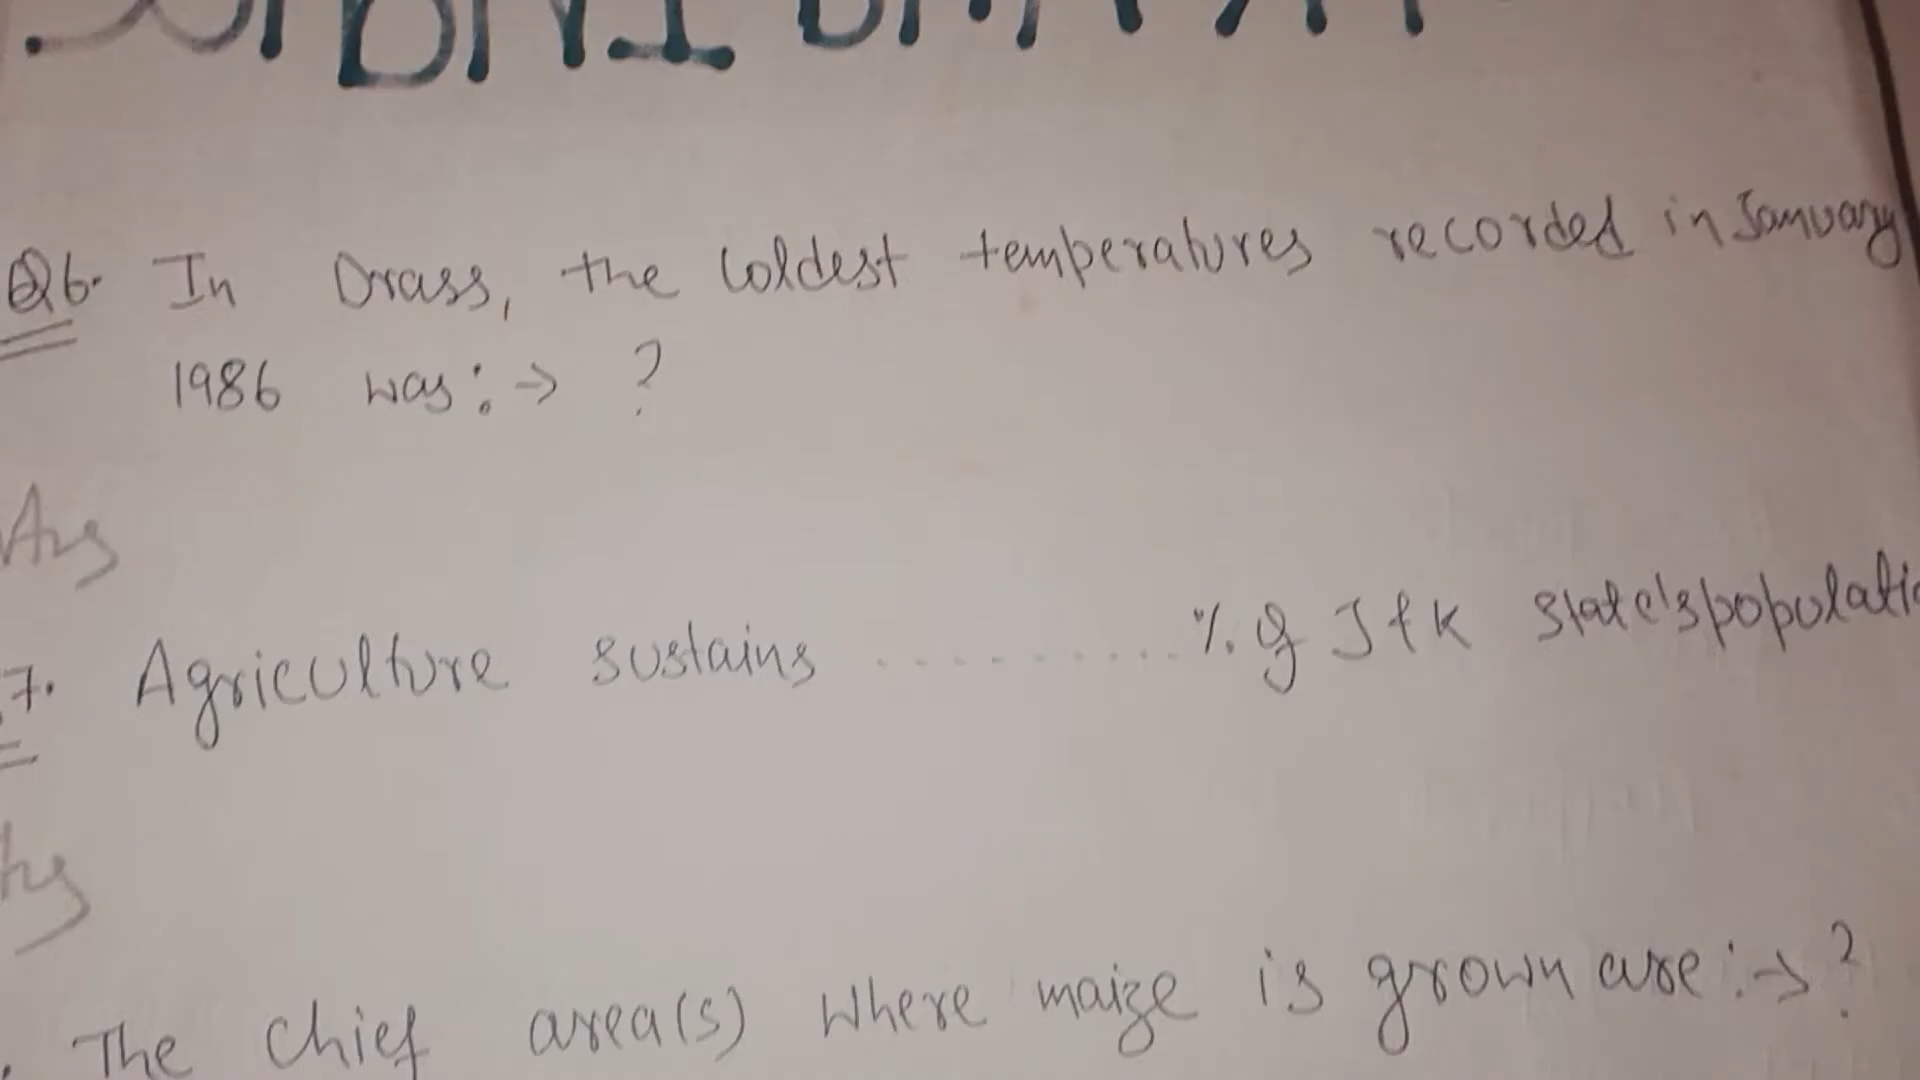 Q6. In Drass, the Coldest temperatures recorded in January
1986 was:→ ?
Ans
7. Agriculture sustains .......... % of J&K State's populati
The chief area(s) where maize is grown are:→ ?